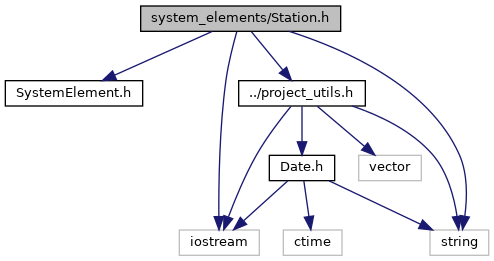 system_elements/Station.h
SystemElement.h
../project_utils.h
Date.h
vector
iostream
ctime
string